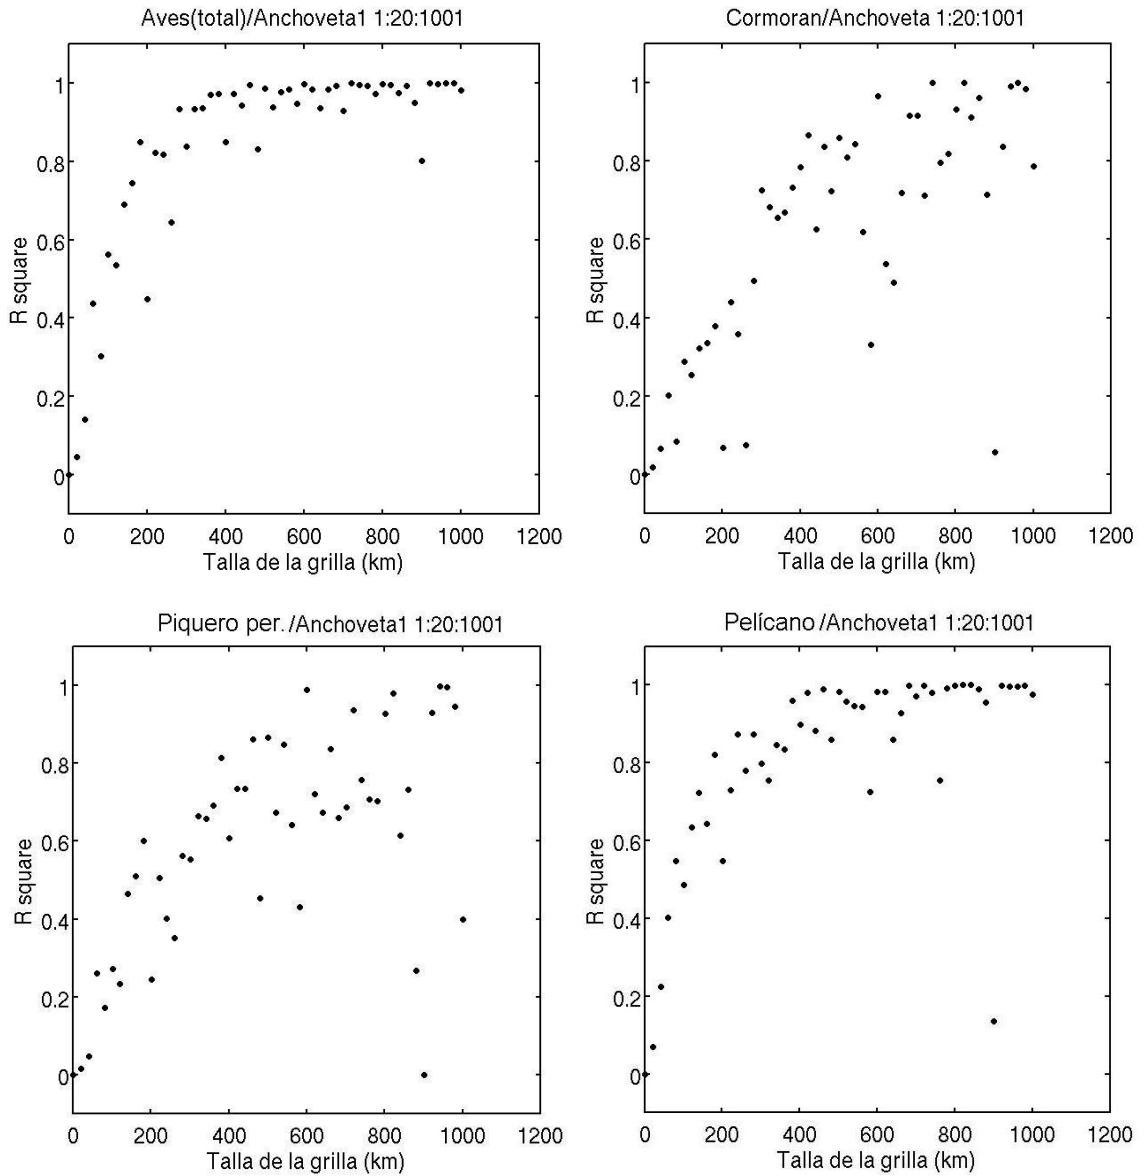 Aves(total)/Anchoveta1 1:20:1001
1
0.8
0.6
0.4
0.2
0
R square
0 200 400 600 800 1000 1200
Talla de la grilla (km)
Cormoran/Anchoveta 1:20:1001
1
0.8
0.6
0.4
0.2
0
R square
0 200 400 600 800 1000 1200
Talla de la grilla (km)
Piquero per. /Anchoveta1 1:20:1001
1
0.8
0.6
0.4
0.2
0
R square
0 200 400 600 800 1000 1200
Talla de la grilla (km)
Pelícano /Anchoveta1 1:20:1001
1
0.8
0.6
0.4
0.2
0
R square
0 200 400 600 800 1000 1200
Talla de la grilla (km)